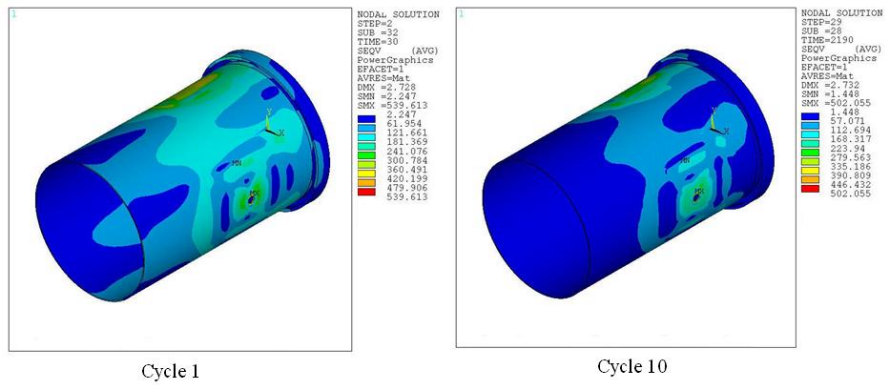 1
NODAL SOLUTION
STEP=2
SUB =32
TIME=30
SEQV (AVG)
PowerGraphics
EFACET=1
AVRES=Mat
DMX =2.728
SMN =2.247
SMX =539.613
2.247
61.954
121.661
181.369
241.076
300.784
360.491
420.199
479.906
539.613
Y
X
MN
MX
Cycle 1
1
NODAL SOLUTION
STEP=29
SUB =28
TIME=2190
SEQV (AVG)
PowerGraphics
EFACET=1
AVRES=Mat
DMX =2.732
SMN =1.448
SMX =502.055
1.448
57.071
112.694
168.317
223.94
279.563
335.186
390.809
446.432
502.055
Y
X
MN
MX
Cycle 10